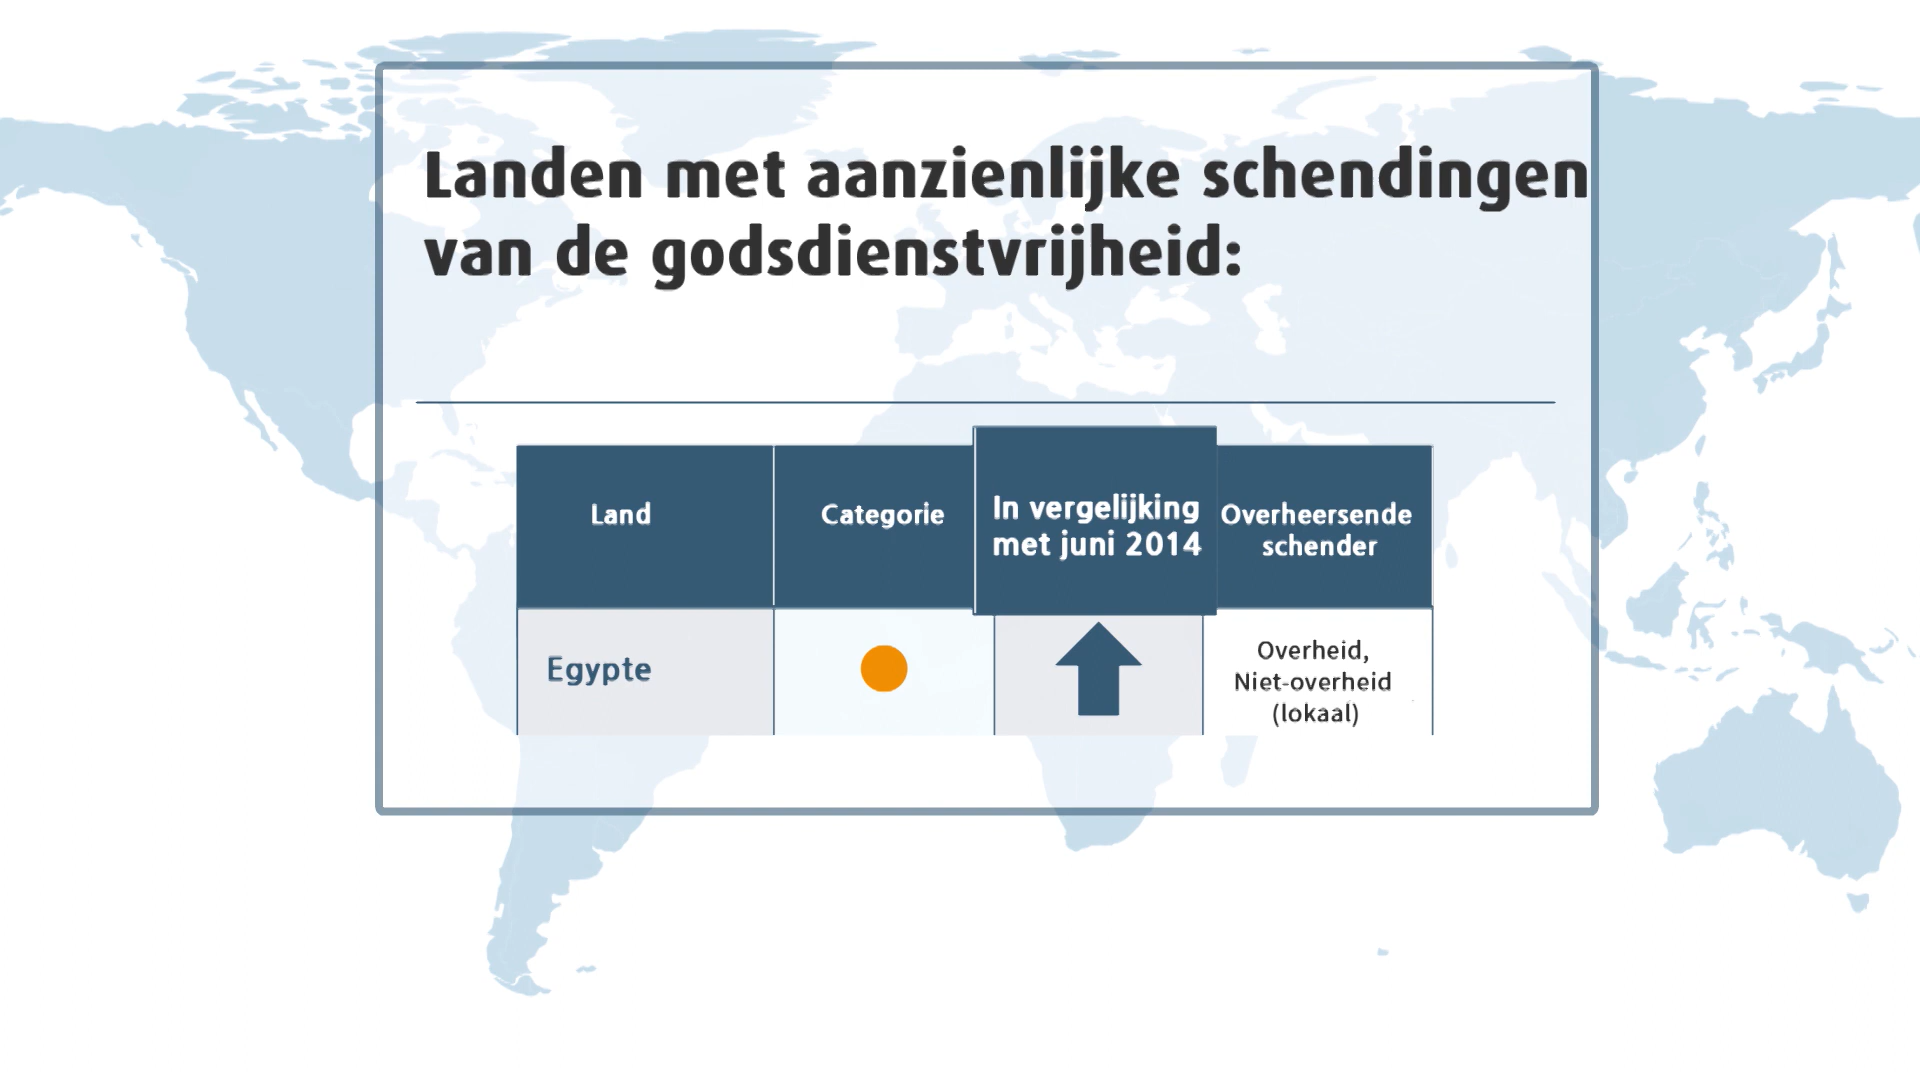 Landen met aanzienlijke schendingen
van de godsdienstvrijheid:
Land
Categorie
In vergelijking
met juni 2014
Overheersende
schender
Egypte
Overheid,
Niet-overheid
(lokaal)